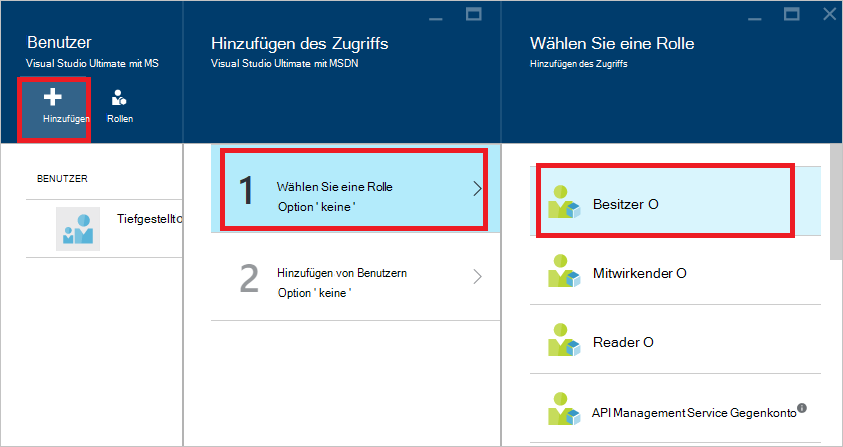 Benutzer
Visual Studio Ultimate mit MS
Hinzufügen
Rollen
BENUTZER
Tiefgestellt
Hinzufügen des Zugriffs
Visual Studio Ultimate mit MSDN
1
Wählen Sie eine Rolle
Option ' keine '
2
Hinzufügen von Benutzern
Option ' keine '
Wählen Sie eine Rolle
Hinzufügen des Zugriffs
Besitzer O
Mitwirkender O
Reader O
API Management Service Gegenkonto